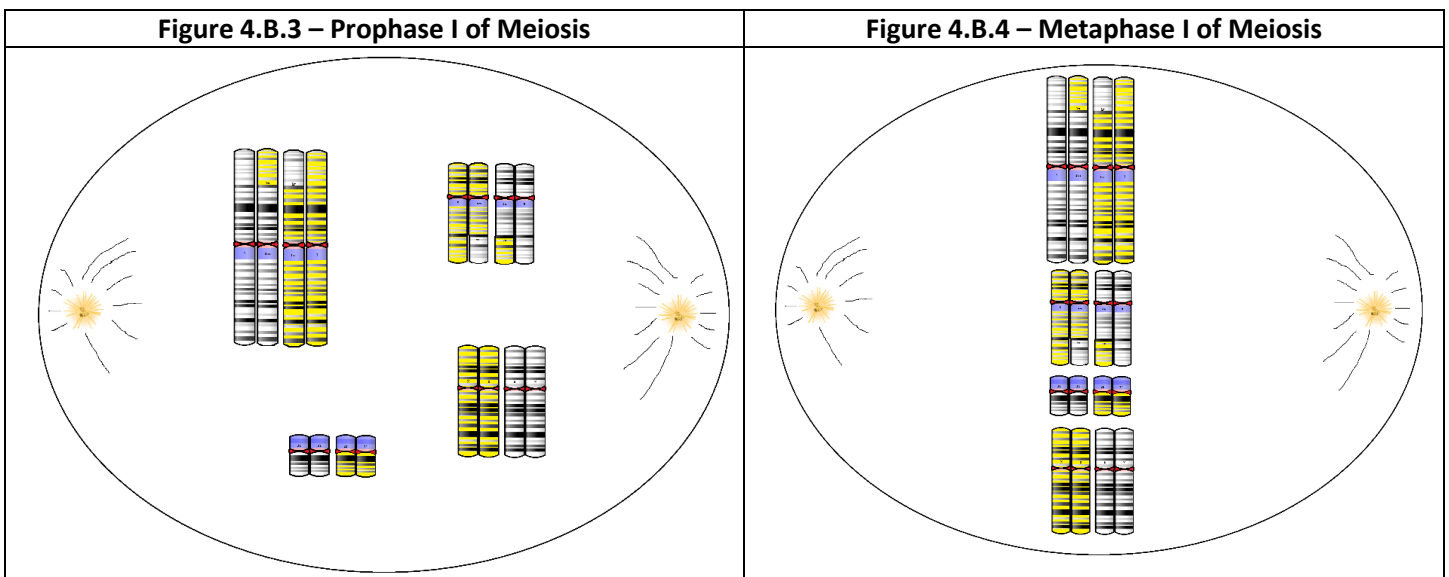 Figure 4.B.3 – Prophase I of Meiosis
Figure 4.B.4 – Metaphase I of Meiosis